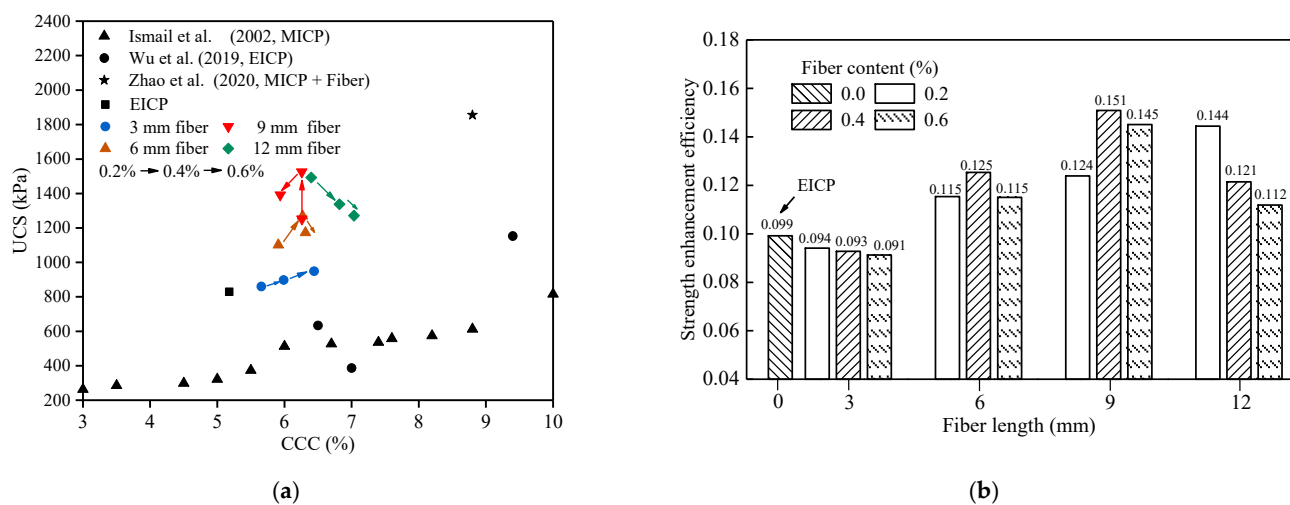 2400
2200
2000
1800
1600
1400
1200
1000
800
600
400
200
UCS (kPa)
Ismail et al. (2002, MICP)
Wu et al. (2019, EICP)
Zhao et al. (2020, MICP + Fiber)
EICP
3 mm fiber 9 mm fiber
6 mm fiber 12 mm fiber
0.2% → 0.4% → 0.6%
3 4 5 6 7 8 9 10
CCC (%)
(a)
0.18
0.16
0.14
0.12
0.10
0.08
0.06
0.04
Strength enhancement efficiency
Fiber content (%)
0.0 0.2
0.4 0.6
EICP
0.099
0.094
0.093
0.091
0.115
0.125
0.115
0.124
0.151
0.145
0.144
0.121
0.112
0 3 6 9 12
Fiber length (mm)
(b)